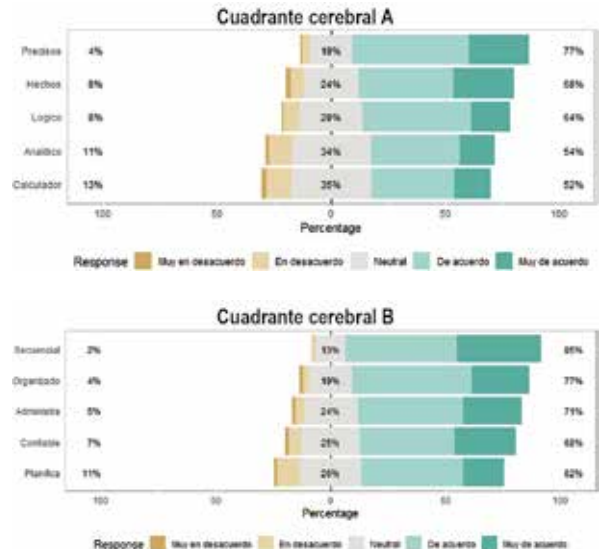 Cuadrante cerebral A
Precisos 4% 19% 77%
Hechos 8% 24% 68%
Logico 8% 28% 64%
Analitico 11% 34% 54%
Calculador 13% 35% 52%
100 50 0 50 100
Percentage
Response Muy en desacuerdo En desacuerdo Neutral De acuerdo Muy de acuerdo
Cuadrante cerebral B
Secuencial 2% 13% 85%
Organizado 4% 19% 77%
Administra 5% 24% 71%
Confiable 7% 25% 68%
Planifica 11% 26% 62%
100 50 0 50 100
Percentage
Response Muy en desacuerdo En desacuerdo Neutral De acuerdo Muy de acuerdo